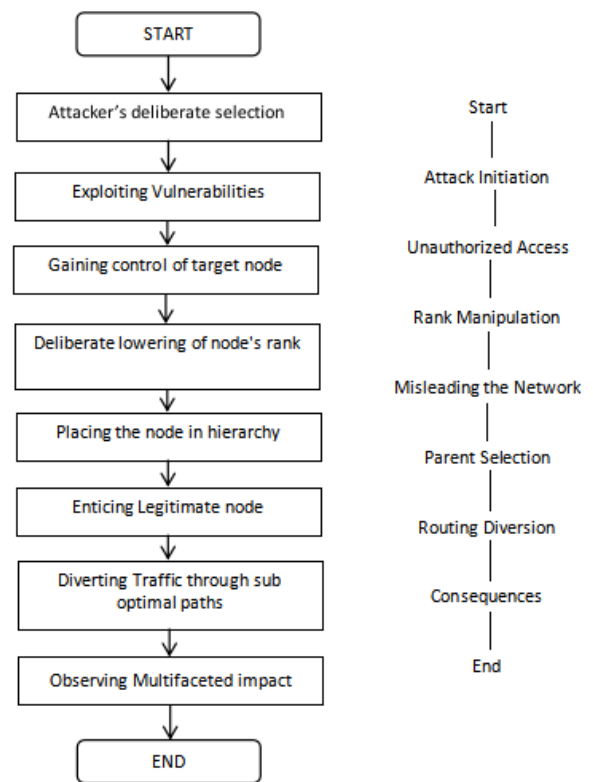 START
Attacker's deliberate selection
Exploiting Vulnerabilities
Gaining control of target node
Deliberate lowering of node's rank
Placing the node in hierarchy
Enticing Legitimate node
Diverting Traffic through sub
optimal paths
Observing Multifaceted impact
END
Start
Attack Initiation
Unauthorized Access
Rank Manipulation
Misleading the Network
Parent Selection
Routing Diversion
Consequences
End